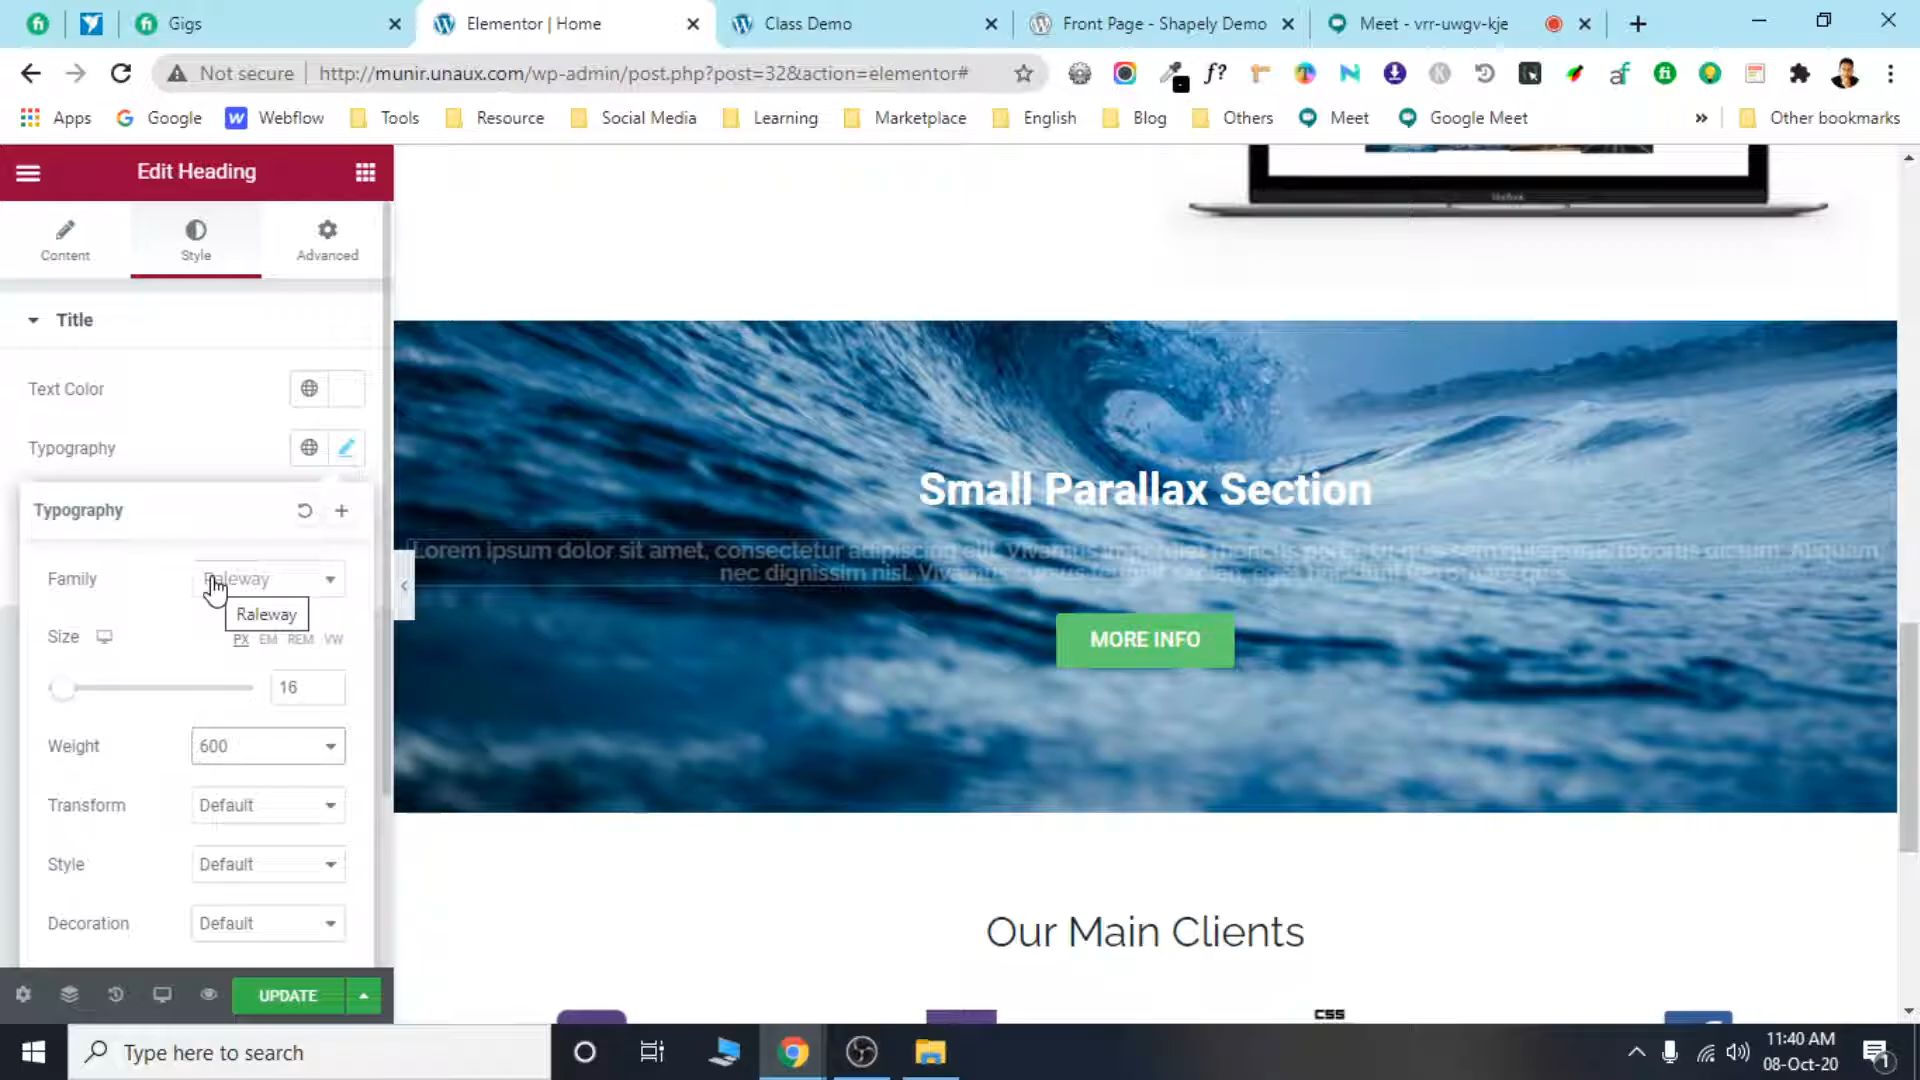 Gigs
Elementor | Home
Class Demo
Front Page - Shapely Demo
Meet - vrr-uwgv-kje
Not secure
http://munir.unaux.com/wp-admin/post.php?post=32&action=elementor#
f?
Apps
Google
Webflow
Tools
Resource
Social Media
Learning
Marketplace
English
Blog
Others
Meet
Google Meet
»
Other bookmarks
Edit Heading
Content
Style
Advanced
Title
Text Color
Typography
Typography
Family
Raleway
Raleway
Size
PX EM REM VW
16
Weight
600
Transform
Default
Style
Default
Decoration
Default
UPDATE
MacBook
Small Parallax Section
Lorem ipsum dolor sit amet, consectetur adipiscing elit.
nec dignissim nisl.
MORE INFO
Our Main Clients
CSS
Type here to search
11:40 AM
08-Oct-20
1